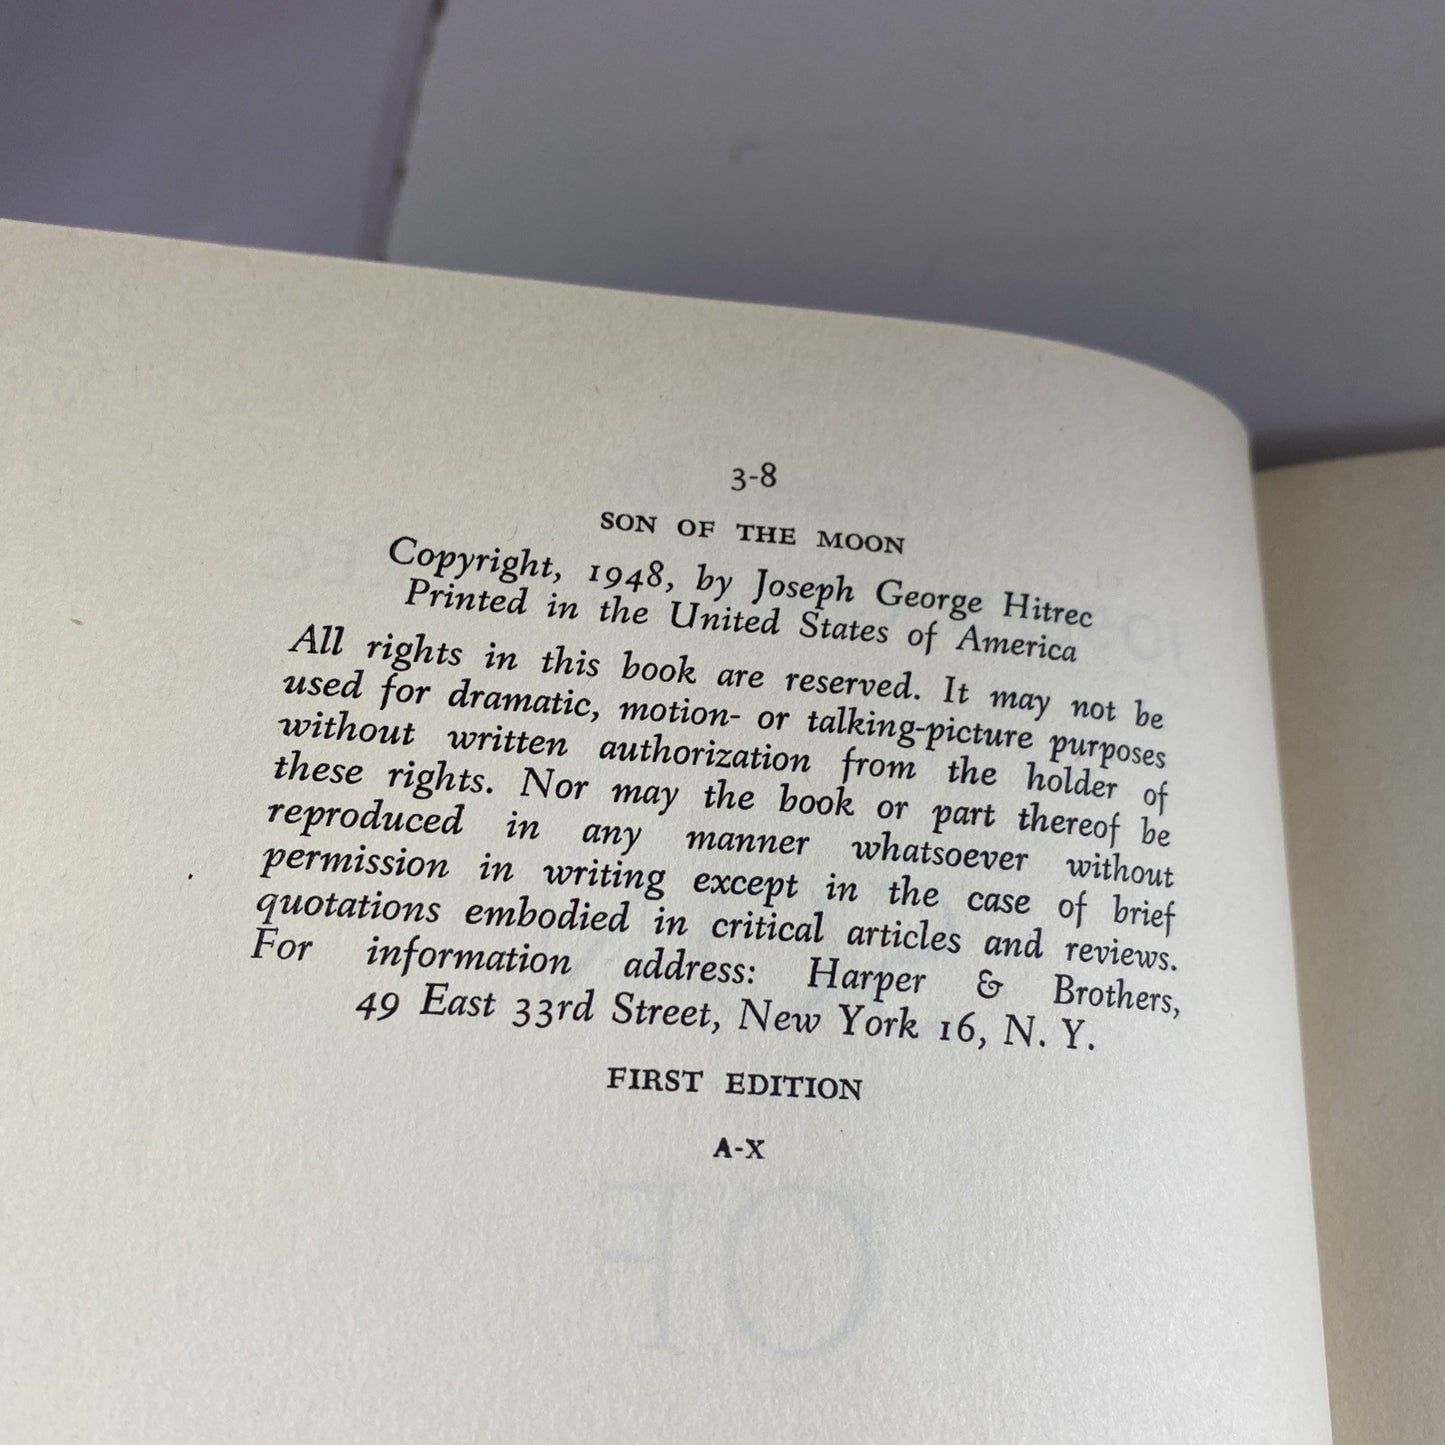 3-8
SON OF THE MOON
Copyright, 1948, by Joseph George Hitrec
Printed in the United States of America
All rights in this book are reserved. It may not be
used for dramatic, motion- or talking-picture purposes
without written authorization from the holder of
these rights. Nor may the book or part thereof be
reproduced in any manner whatsoever without
permission in writing except in the case of brief
quotations embodied in critical articles and reviews.
For information address: Harper & Brothers,
49 East 33rd Street, New York 16, N. Y.
FIRST EDITION
A-X
OF